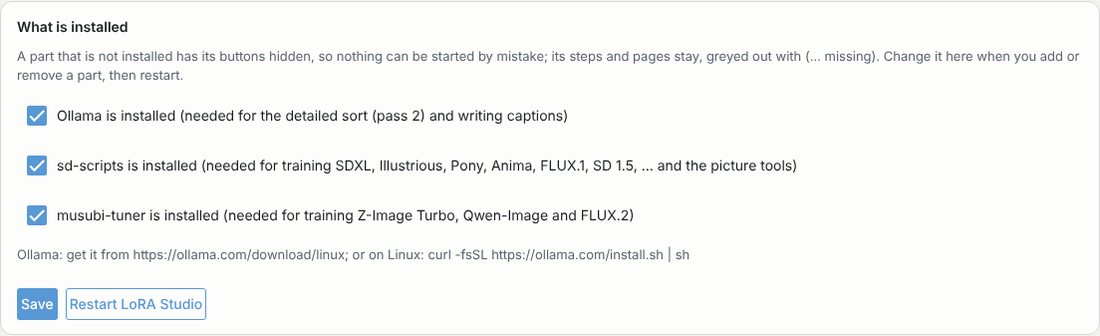 What is installed
A part that is not installed has its buttons hidden, so nothing can be started by mistake; its steps and pages stay, greyed out with (... missing). Change it here when you add or
remove a part, then restart.
Ollama is installed (needed for the detailed sort (pass 2) and writing captions)
sd-scripts is installed (needed for training SDXL, Illustrious, Pony, Anima, FLUX.1, SD 1.5, ... and the picture tools)
musubi-tuner is installed (needed for training Z-Image Turbo, Qwen-Image and FLUX.2)
Ollama: get it from https://ollama.com/download/linux; or on Linux: curl -fsSL https://ollama.com/install.sh | sh
Save Restart LoRA Studio